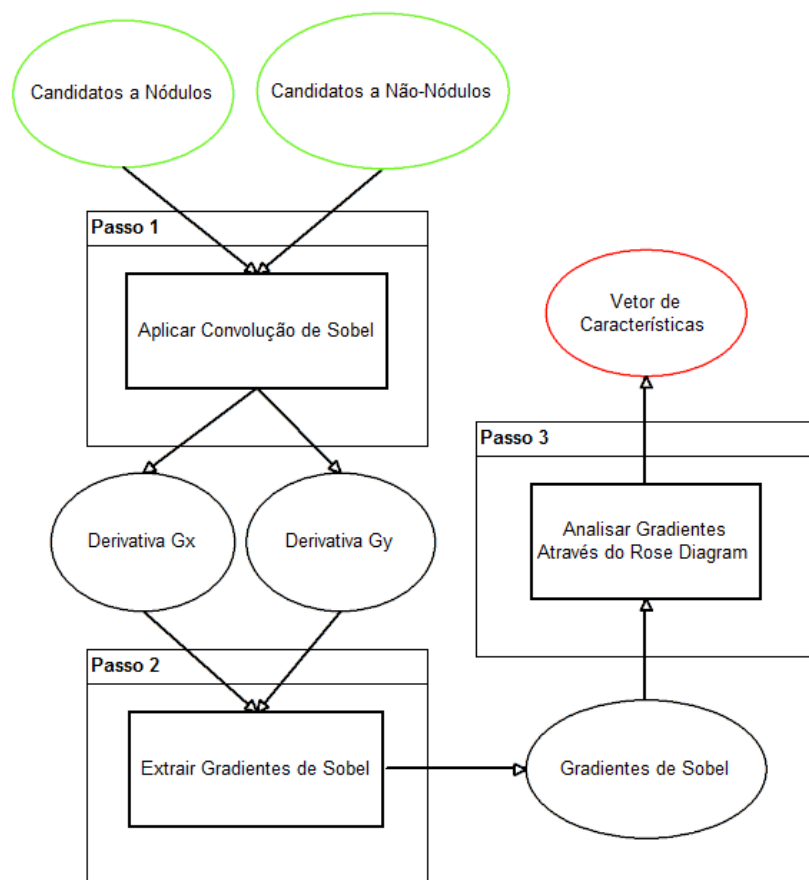 Candidatos a Nódulos
Candidatos a Não-Nódulos
Passo 1
Aplicar Convolução de Sobel
Derivativa Gx
Derivativa Gy
Passo 2
Extrair Gradientes de Sobel
Gradientes de Sobel
Passo 3
Analisar Gradientes
Através do Rose Diagram
Vetor de
Características